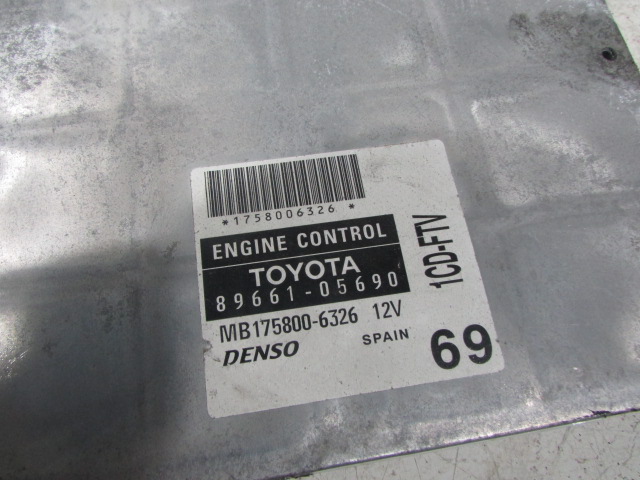 *1758006326*
ENGINE CONTROL
TOYOTA
89661-05690
MB175800-6326 12V
DENSO SPAIN
69
1CD-FTV